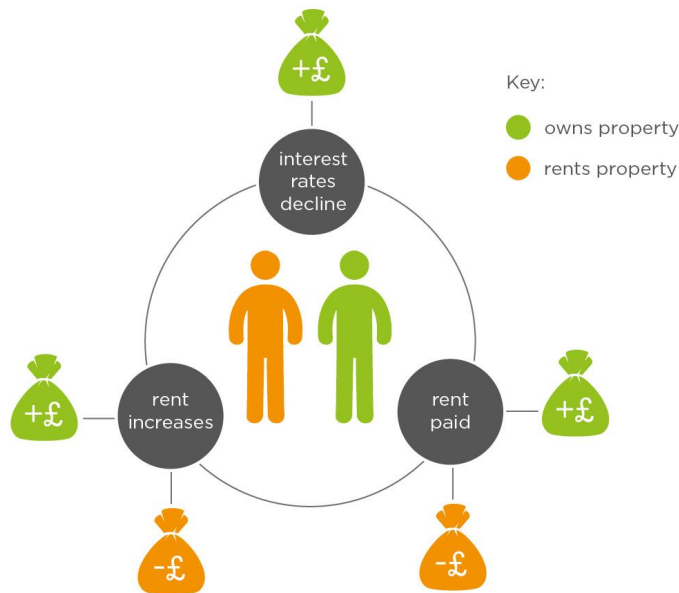 +£
Key:
owns property
rents property
interest
rates
decline
+£
rent
increases
rent
paid
+£
-£
-£